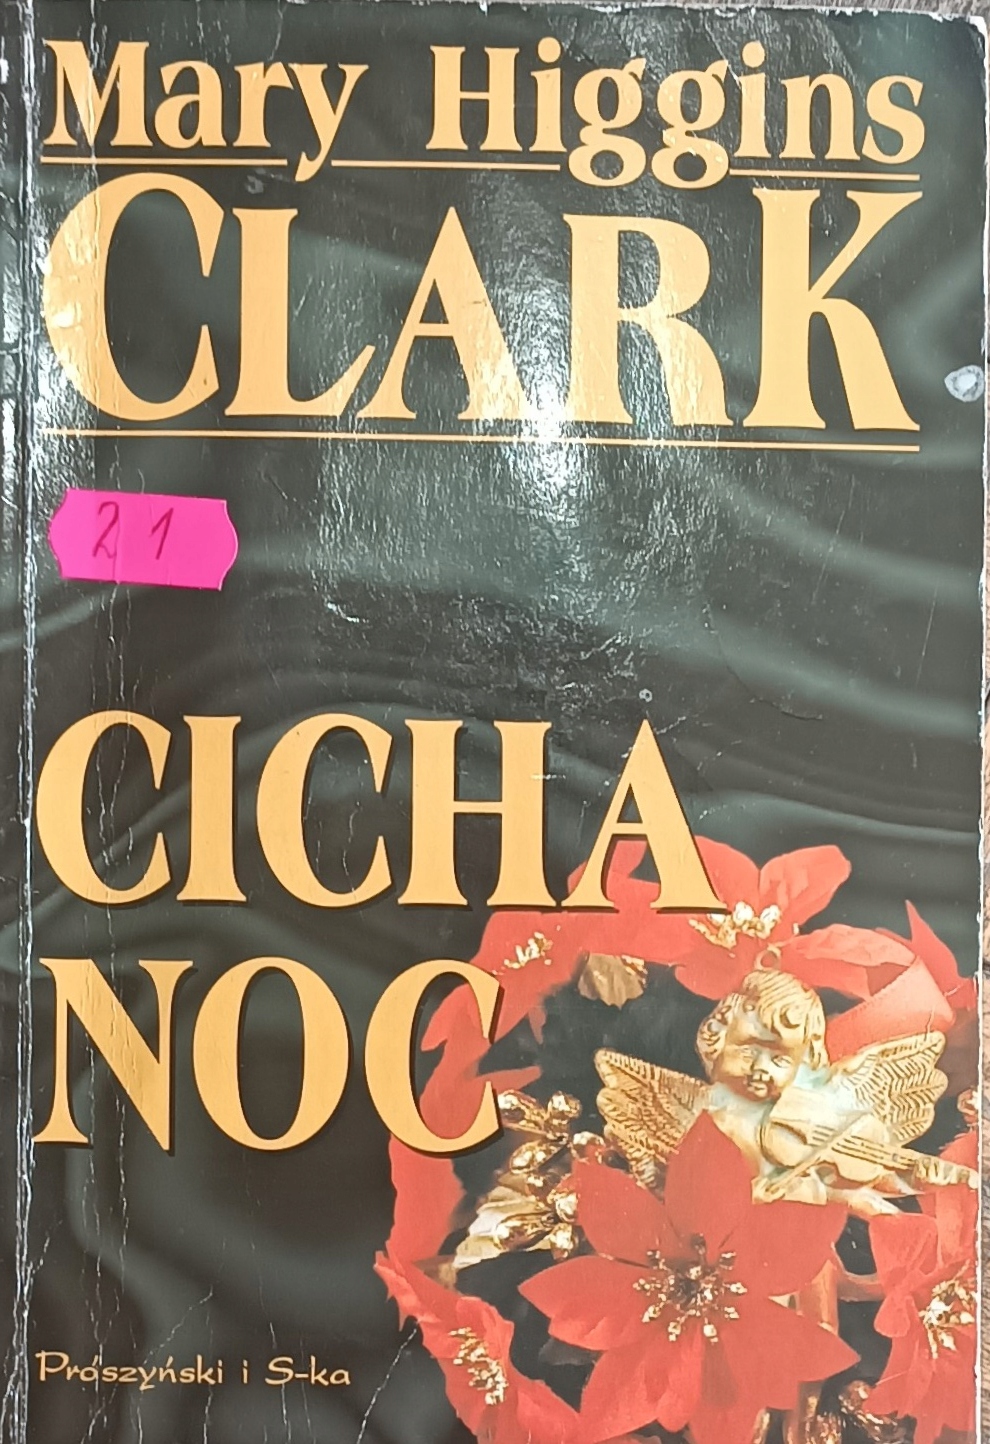 Mary Higgins
CLARK
21
CICHA
NOC
Prószyński i S-ka